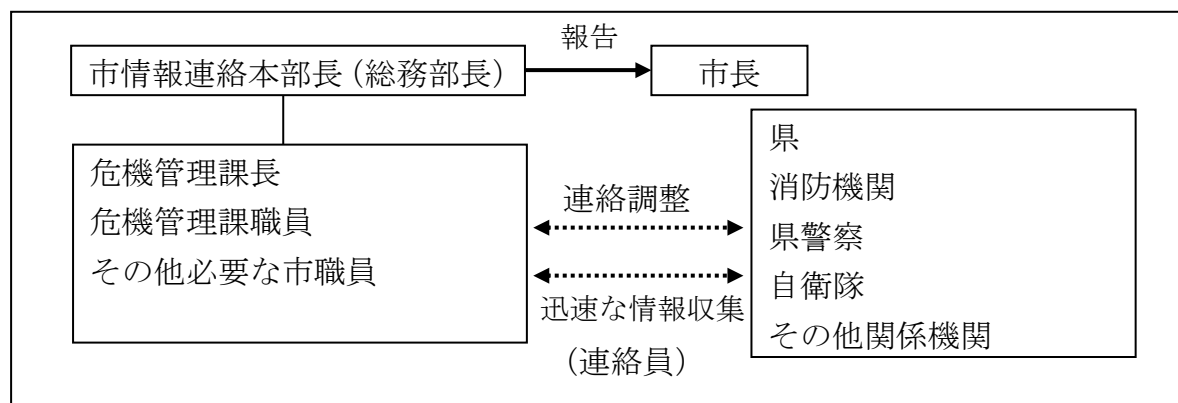 報告
市情報連絡本部長（総務部長）
市長
危機管理課長
危機管理課職員
その他必要な市職員
連絡調整
迅速な情報収集
（連絡員）
県
消防機関
県警察
自衛隊
その他関係機関